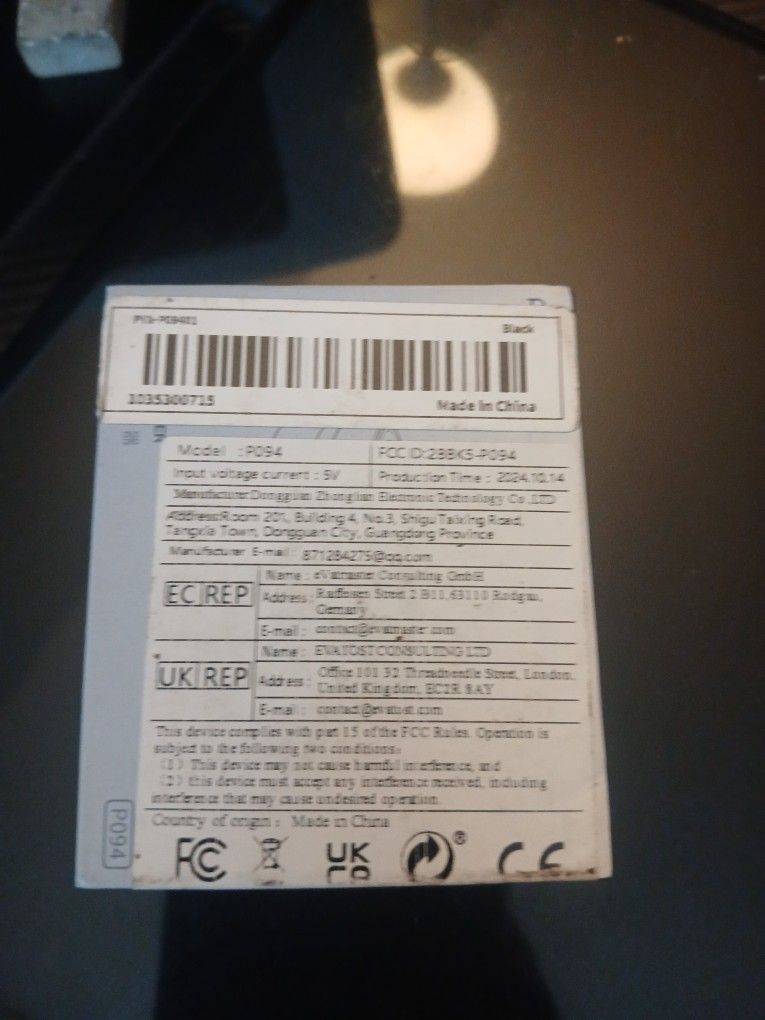 Black
1035300715
Made In China
Model : P094
FCC ID:2BBK5-P094
Input voltage current : 5V
Production Time : 2024.10.14
Manufacturer:Dongguan Zhonglian Electronic Technology Co .,LTD
Address:Room 201, Building 4, No.3, Shigu Taixing Road,
Tangxia Town, Dongguan City, Guangdong Province
Manufacturer E-mail : 871284275@qq.com
EC REP
Name : eVatmaster Consulting GmbH
Address : Raiffeisen Street 2 B11,63110 Rodgau,
Gemany
E-mail : contact@evatmaster.com
UK REP
Name : EVATOST CONSULTING LTD
Address : Office 101 32 Threadneedle Street, London,
United Kingdom, EC2R 8AY
E-mail : contact@evatost.com
This device complies with part 15 of the FCC Rules. Operation is
subject to the following two conditions:
(1) This device may not cause harmful interference, and
(2) this device must accept any interference received, including
interference that may cause undesired operation.
Country of origin : Made in China
P094
FC
UK
CA
®
CE